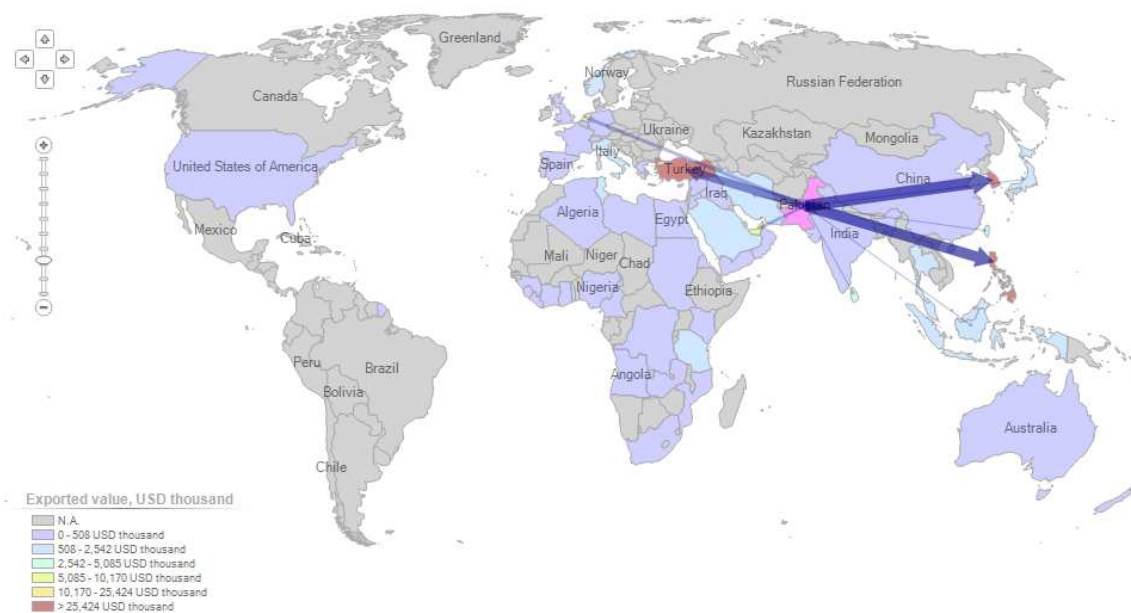 Greenland
Norway
Russian Federation
Canada
Ukraine
Kazakhstan
Mongolia
Italy
United States of America
Spain
Turkey
China
Iraq
Pakistan
Algeria
Egypt
India
Mexico
Cuba
Mali
Niger
Chad
Nigeria
Ethiopia
Peru
Brazil
Angola
Bolivia
Australia
Chile
Exported value, USD thousand
N.A.
0 - 508 USD thousand
508 - 2,542 USD thousand
2,542 - 5,085 USD thousand
5,085 - 10,170 USD thousand
10,170 - 25,424 USD thousand
> 25,424 USD thousand